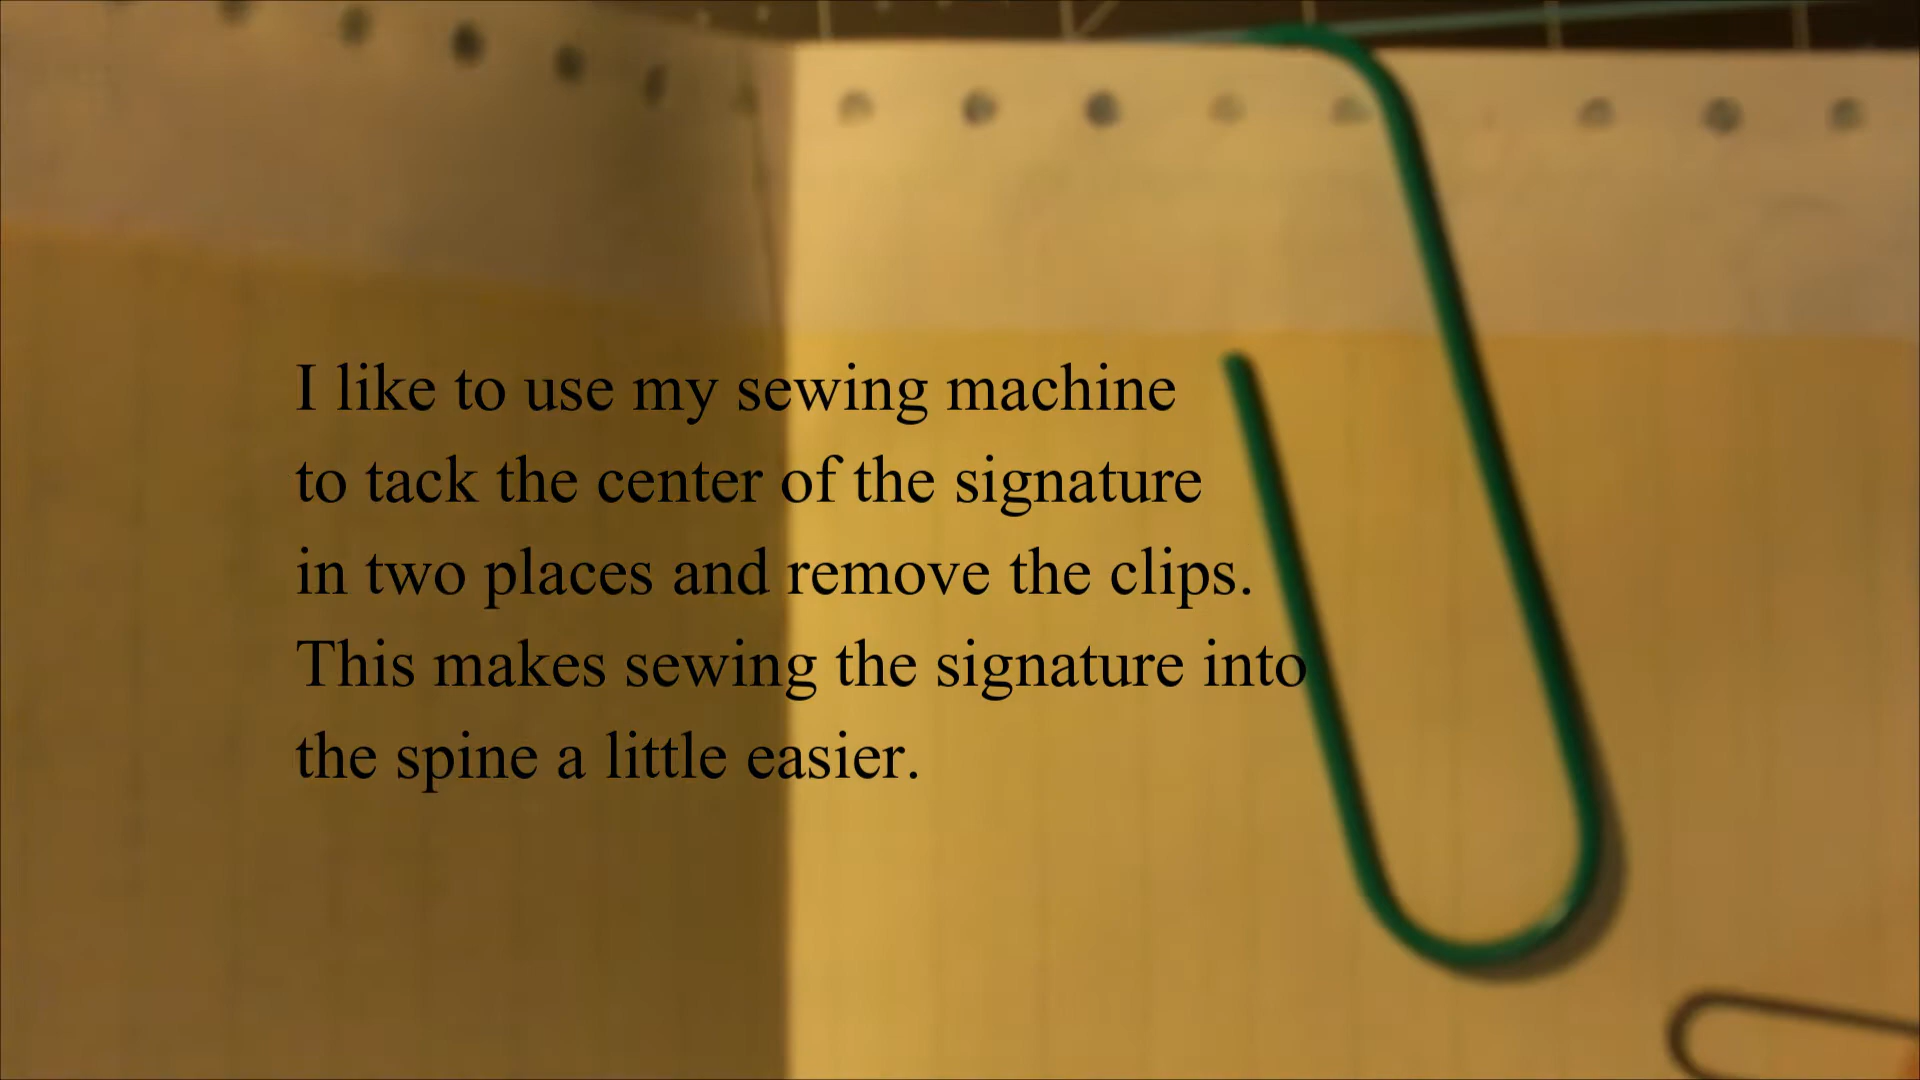 I like to use my sewing machine
to tack the center of the signature
in two places and remove the clips.
This makes sewing the signature into
the spine a little easier.